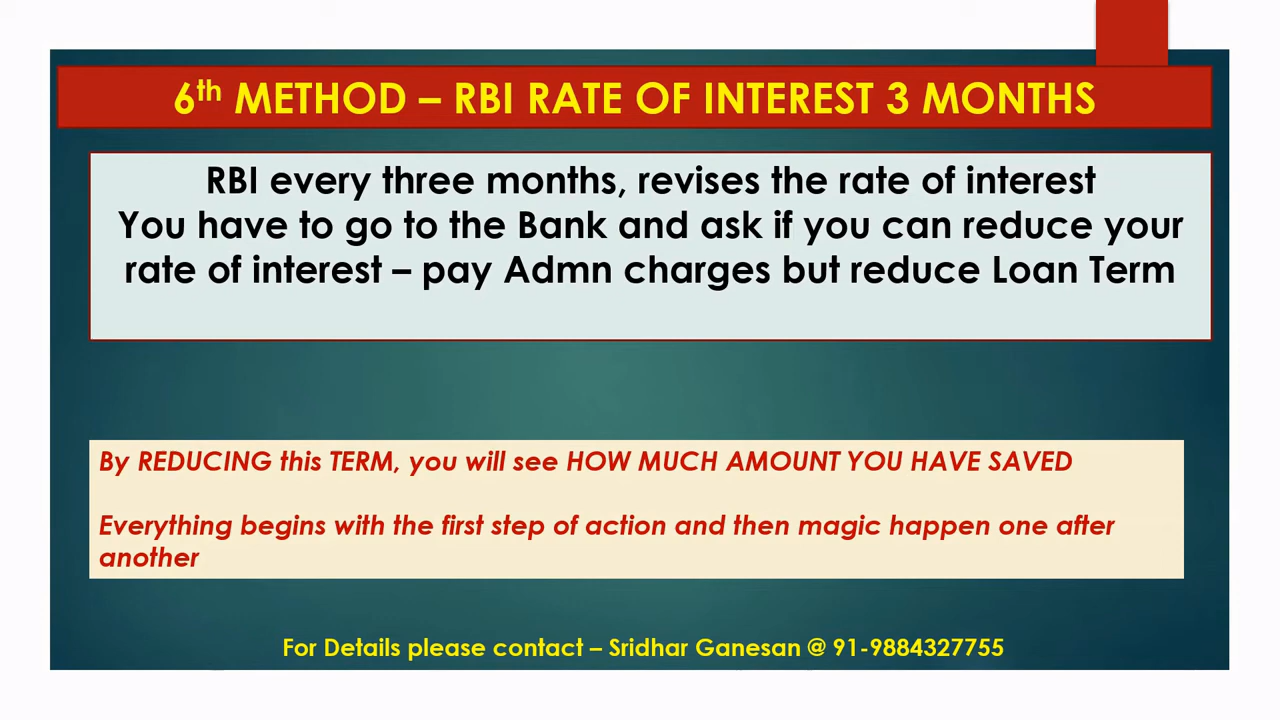 6th METHOD – RBI RATE OF INTEREST 3 MONTHS
RBI every three months, revises the rate of interest
You have to go to the Bank and ask if you can reduce your
rate of interest – pay Admn charges but reduce Loan Term
By REDUCING this TERM, you will see HOW MUCH AMOUNT YOU HAVE SAVED
Everything begins with the first step of action and then magic happen one after
another
For Details please contact – Sridhar Ganesan @ 91-9884327755